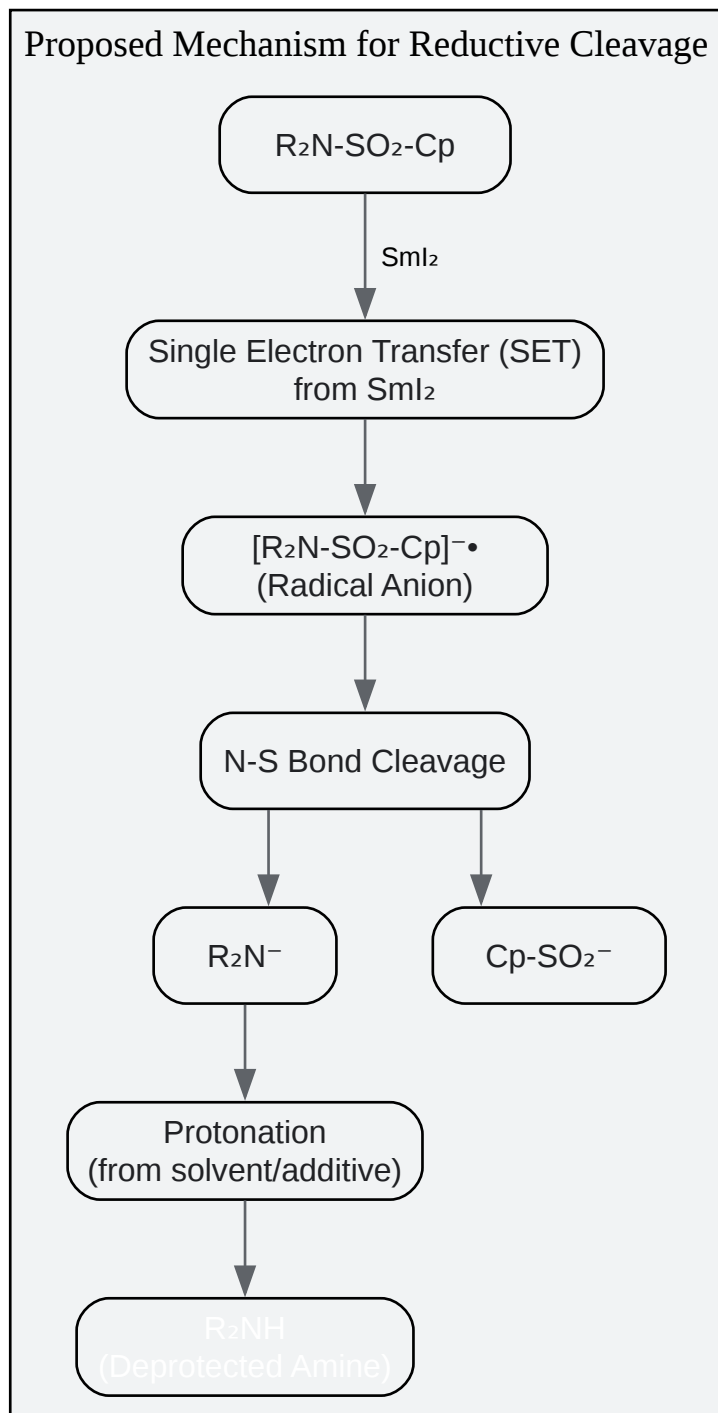 Proposed Mechanism for Reductive Cleavage
R₂N-SO₂-Cp
SmI₂
Single Electron Transfer (SET)
from SmI₂
[R₂N-SO₂-Cp]⁻•
(Radical Anion)
N-S Bond Cleavage
R₂N⁻
Cp-SO₂⁻
Protonation
(from solvent/additive)
R₂NH
(Deprotected Amine)